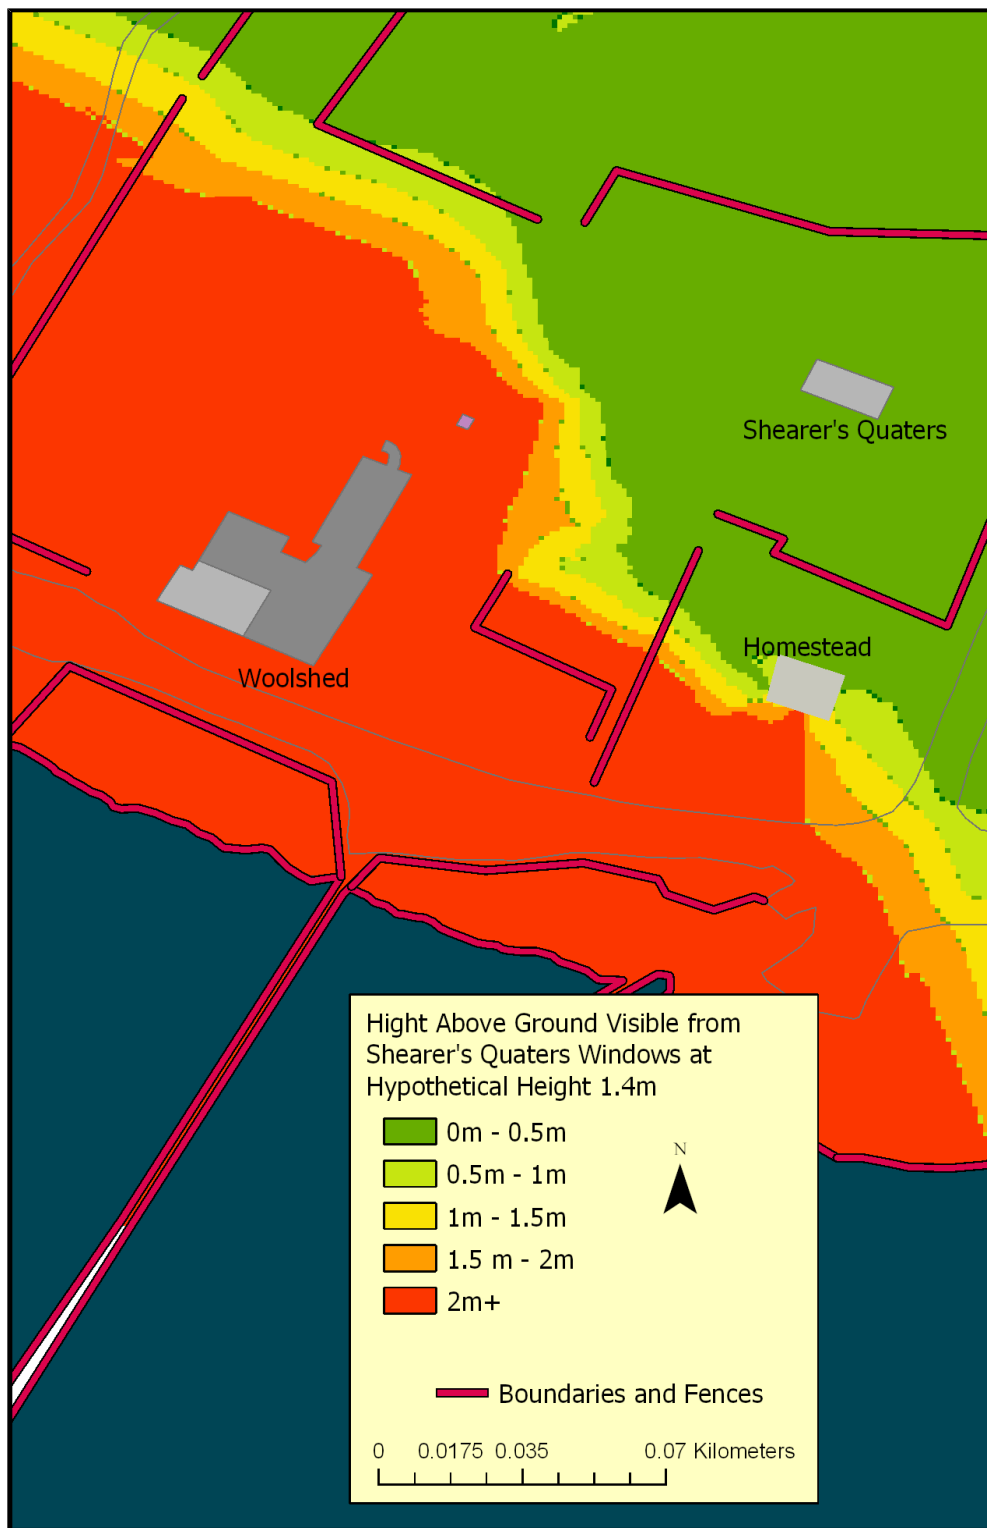 Shearer's Quaters
Homestead
Woolshed
Hight Above Ground Visible from
Shearer's Quaters Windows at
Hypothetical Height 1.4m
0m - 0.5m
0.5m - 1m
1m - 1.5m
1.5 m - 2m
2m+
N
Boundaries and Fences
0 0.0175 0.035 0.07 Kilometers